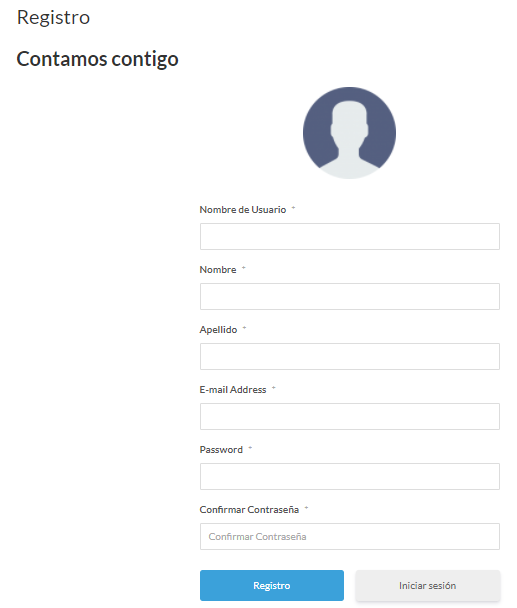 Registro
Contamos contigo
Nombre de Usuario *
Nombre *
Apellido *
E-mail Address *
Password *
Confirmar Contraseña *
Confirmar Contraseña
Registro Iniciar sesión